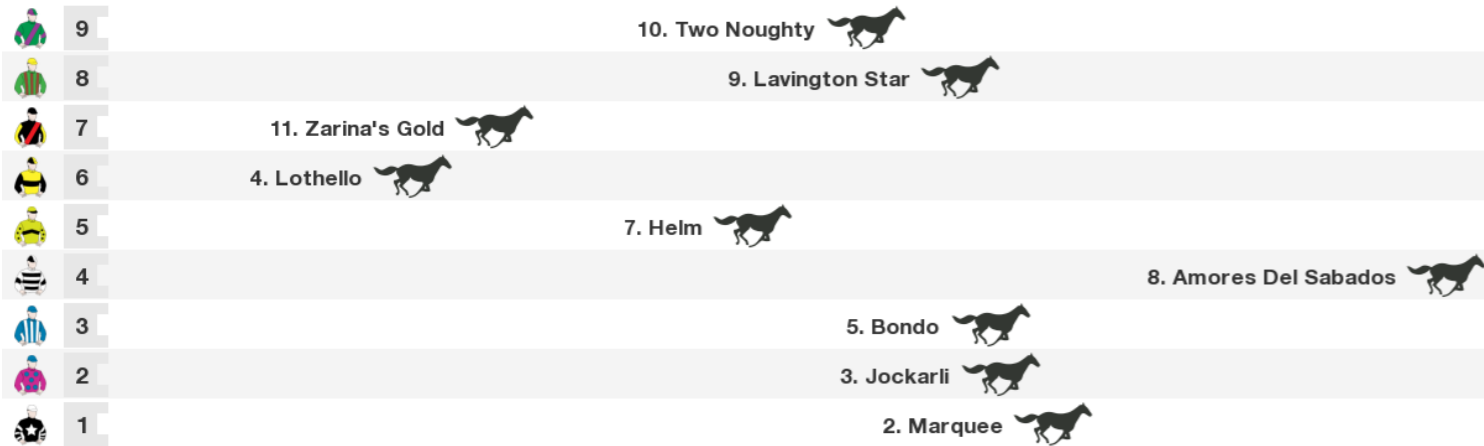 9 10. Two Noughty
8 9. Lavington Star
7 11. Zarina's Gold
6 4. Lothello
5 7. Helm
4 8. Amores Del Sabados
3 5. Bondo
2 3. Jockarli
1 2. Marquee